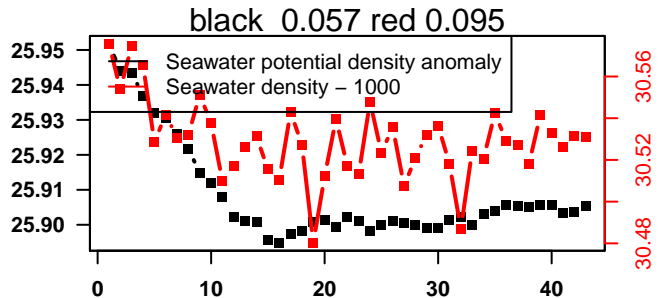 black 0.057 red 0.095
25.95
25.94
25.93
25.92
25.91
25.90
Seawater potential density anomaly
Seawater density − 1000
30.56
30.52
30.48
0 10 20 30 40